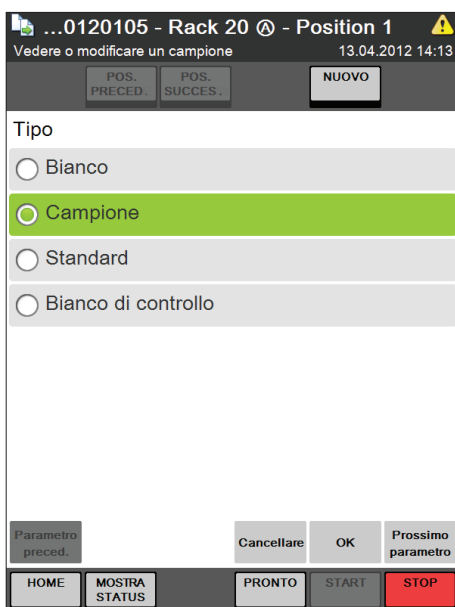 ...0120105 - Rack 20 Ⓐ - Position 1
Vedere o modificare un campione 13.04.2012 14:13
POS. PRECED.
POS. SUCCES.
NUOVO
Tipo
Bianco
Campione
Standard
Bianco di controllo
Parametro preced.
Cancellare
OK
Prossimo parametro
HOME
MOSTRA STATUS
PRONTO
START
STOP